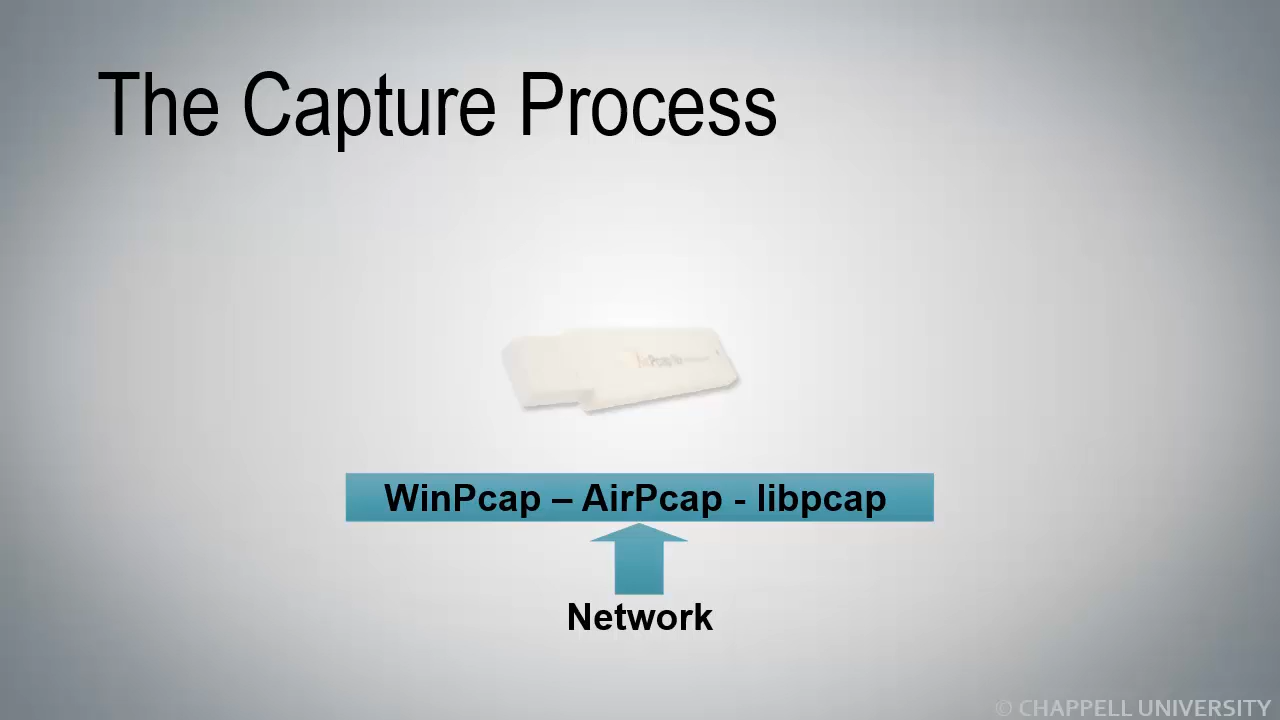 The Capture Process
WinPcap – AirPcap - libpcap
Network
© CHAPPELL UNIVERSITY